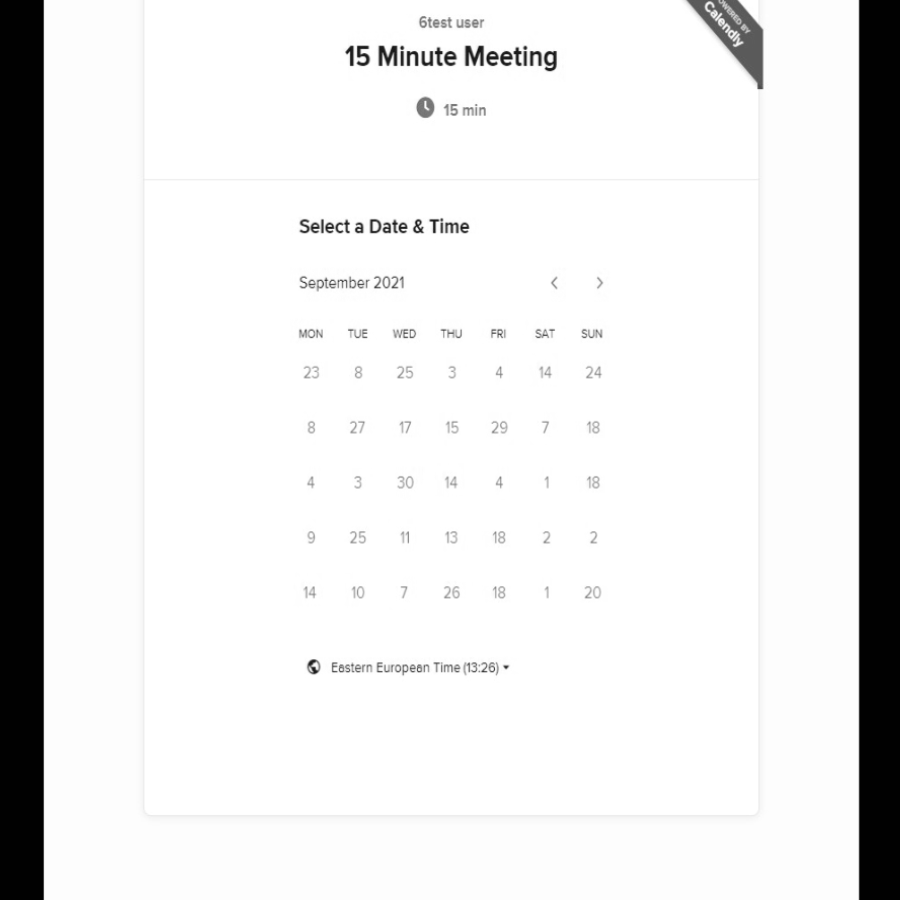 6test user
15 Minute Meeting
15 min
Calendly
Select a Date & Time
September 2021
MON TUE WED THU FRI SAT SUN
23 8 25 3 4 14 24
8 27 17 15 29 7 18
4 3 30 14 4 1 18
9 25 11 13 18 2 2
14 10 7 26 18 1 20
Eastern European Time (13:26)